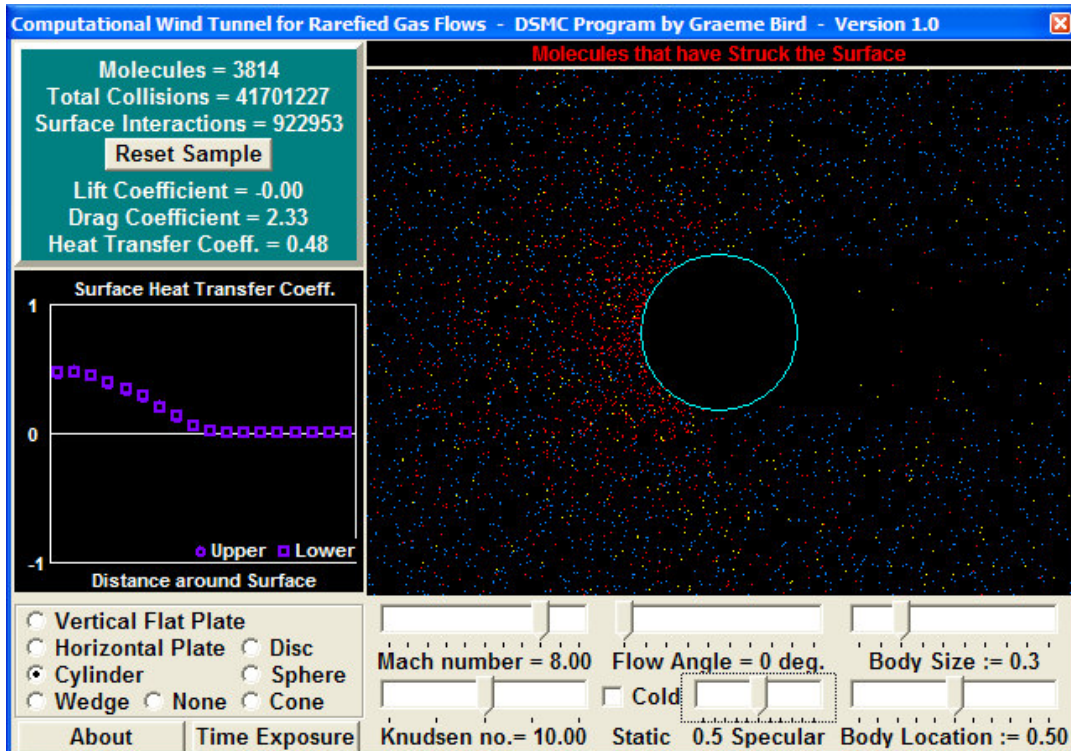 Computational Wind Tunnel for Rarefied Gas Flows - DSMC Program by Graeme Bird - Version 1.0
Molecules = 3814
Total Collisions = 41701227
Surface Interactions = 922953
Reset Sample
Lift Coefficient = -0.00
Drag Coefficient = 2.33
Heat Transfer Coeff. = 0.48
Molecules that have Struck the Surface
Surface Heat Transfer Coeff.
1
0
-1
Upper Lower
Distance around Surface
Vertical Flat Plate
Horizontal Plate Disc
Cylinder Sphere
Wedge None Cone
About Time Exposure
Mach number = 8.00 Flow Angle = 0 deg. Body Size := 0.3
Cold
Knudsen no.= 10.00 Static 0.5 Specular Body Location := 0.50